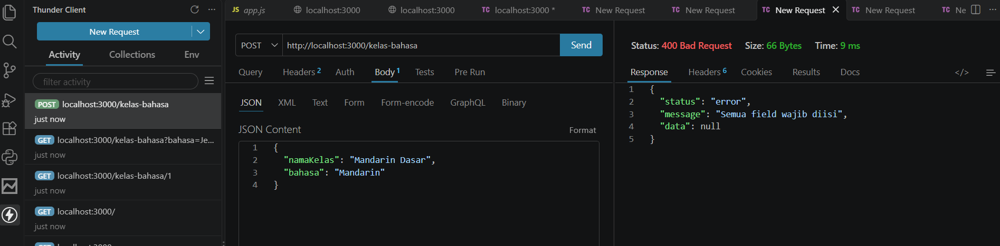 Thunder Client
New Request
Activity Collections Env
filter activity
POST localhost:3000/kelas-bahasa
just now
GET localhost:3000/kelas-bahasa?bahasa=Je...
just now
GET localhost:3000/kelas-bahasa/1
just now
GET localhost:3000/
just now
JS app.js localhost:3000 localhost:3000 TC localhost:3000 * TC New Request TC New Request TC New Request TC New Request TC Ne
POST http://localhost:3000/kelas-bahasa Send
Query Headers 2 Auth Body 1 Tests Pre Run
JSON XML Text Form Form-encode GraphQL Binary
JSON Content Format
1 {
2 "namaKelas": "Mandarin Dasar",
3 "bahasa": "Mandarin"
4 }
Status: 400 Bad Request Size: 66 Bytes Time: 9 ms
Response Headers 6 Cookies Results Docs </>
1 {
2 "status": "error",
3 "message": "Semua field wajib diisi",
4 "data": null
5 }